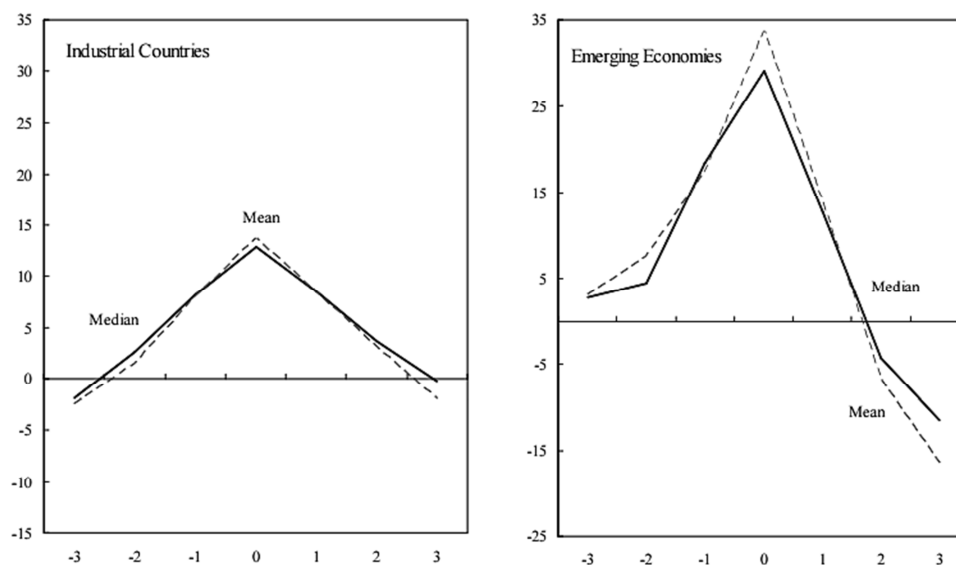 Industrial Countries
35
30
25
20
15
10
5
0
-5
-10
-15
Mean
Median
-3 -2 -1 0 1 2 3
Emerging Economies
35
25
15
5
-5
-15
-25
Median
Mean
-3 -2 -1 0 1 2 3